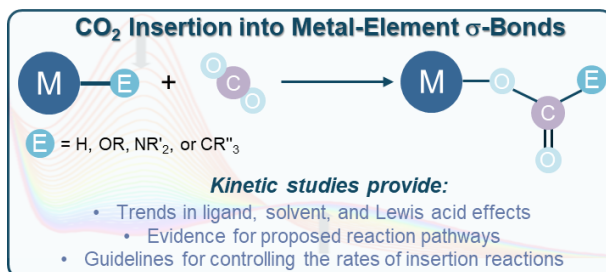 CO₂ Insertion into Metal-Element σ-Bonds
M E + O C O M O C E O
E = H, OR, NR'₂, or CR"₃
Kinetic studies provide:
• Trends in ligand, solvent, and Lewis acid effects
• Evidence for proposed reaction pathways
• Guidelines for controlling the rates of insertion reactions